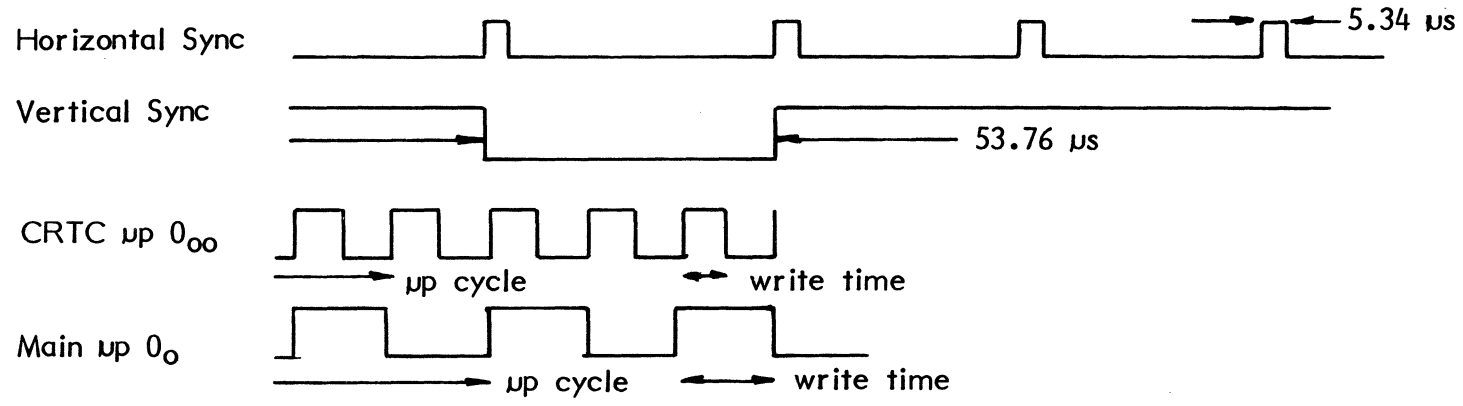 Horizontal Sync
5.34 µs
Vertical Sync
53.76 µs
CRTC µp 0oo
µp cycle
write time
Main µp 0o
µp cycle
write time